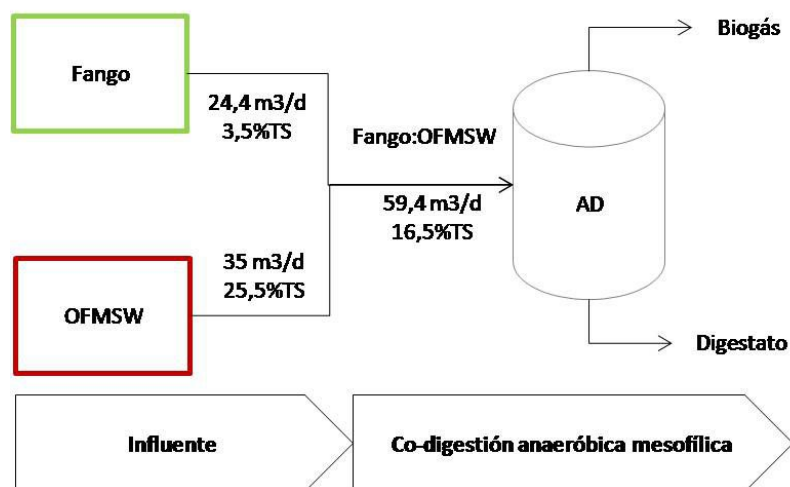 Fango
24,4 m3/d
3,5%TS
OFMSW
35 m3/d
25,5%TS
Fango:OFMSW
59,4 m3/d
16,5%TS
AD
Biogás
Digestato
Influente
Co-digestión anaeróbica mesofílica